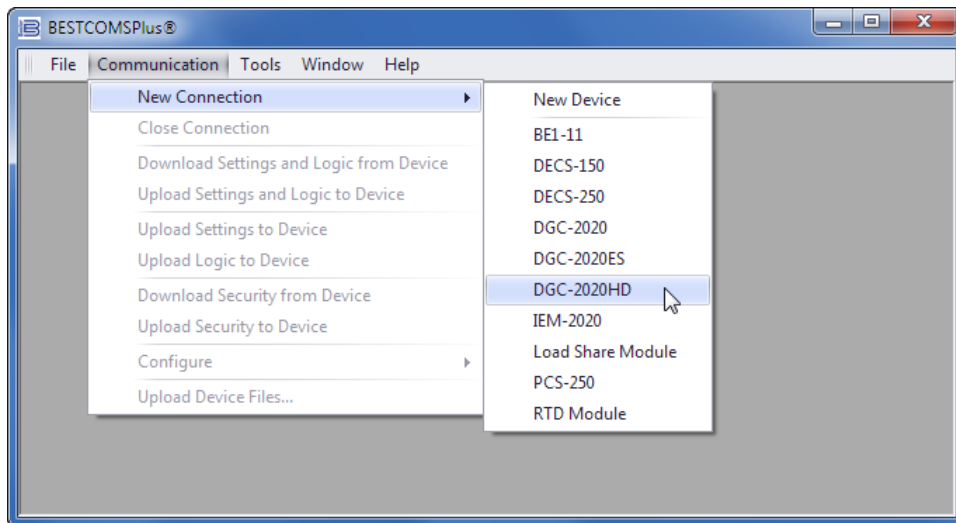 BESTCOMSPlus®
File Communication Tools Window Help
New Connection
Close Connection
Download Settings and Logic from Device
Upload Settings and Logic to Device
Upload Settings to Device
Upload Logic to Device
Download Security from Device
Upload Security to Device
Configure
Upload Device Files...
New Device
BE1-11
DECS-150
DECS-250
DGC-2020
DGC-2020ES
DGC-2020HD
IEM-2020
Load Share Module
PCS-250
RTD Module